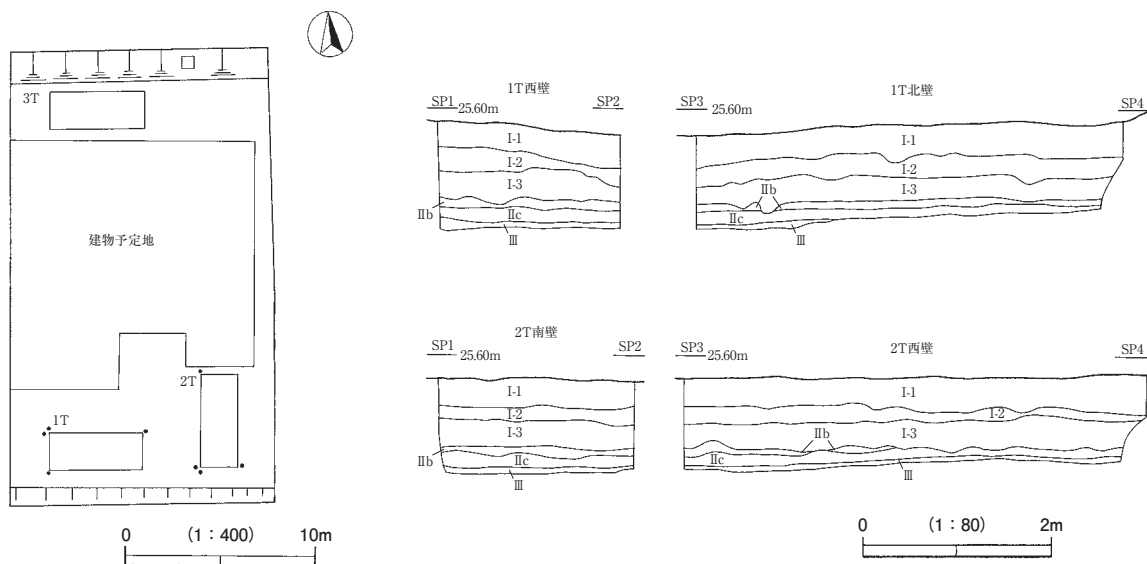 3T
建物予定地
2T
1T
0 (1:400) 10m
1T西壁
SP1 25.60m SP2
I-1
I-2
I-3
Ⅱb
Ⅱc
Ⅲ
1T北壁
SP3 25.60m SP4
I-1
I-2
I-3
Ⅱb
Ⅱc
Ⅲ
2T南壁
SP1 25.60m SP2
I-1
I-2
I-3
Ⅱb
Ⅱc
Ⅲ
2T西壁
SP3 25.60m SP4
I-1
I-2
I-3
Ⅱb
Ⅱc
Ⅲ
0 (1:80) 2m